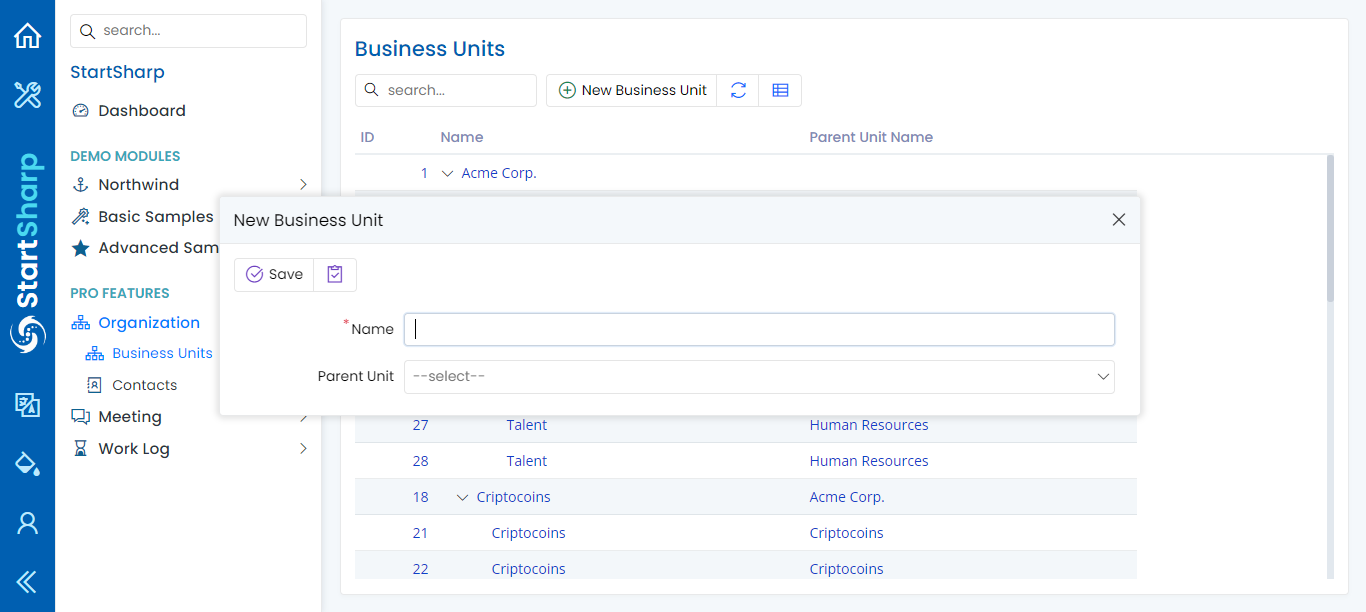 StartSharp
search...
StartSharp
Dashboard
DEMO MODULES
Northwind
Basic Samples
Advanced Sam
PRO FEATURES
Organization
Business Units
Contacts
Meeting
Work Log
Business Units
search...
New Business Unit
ID Name Parent Unit Name
1 Acme Corp.
New Business Unit
Save
* Name
Parent Unit --select--
27 Talent Human Resources
28 Talent Human Resources
18 Criptocoins Acme Corp.
21 Criptocoins Criptocoins
22 Criptocoins Criptocoins